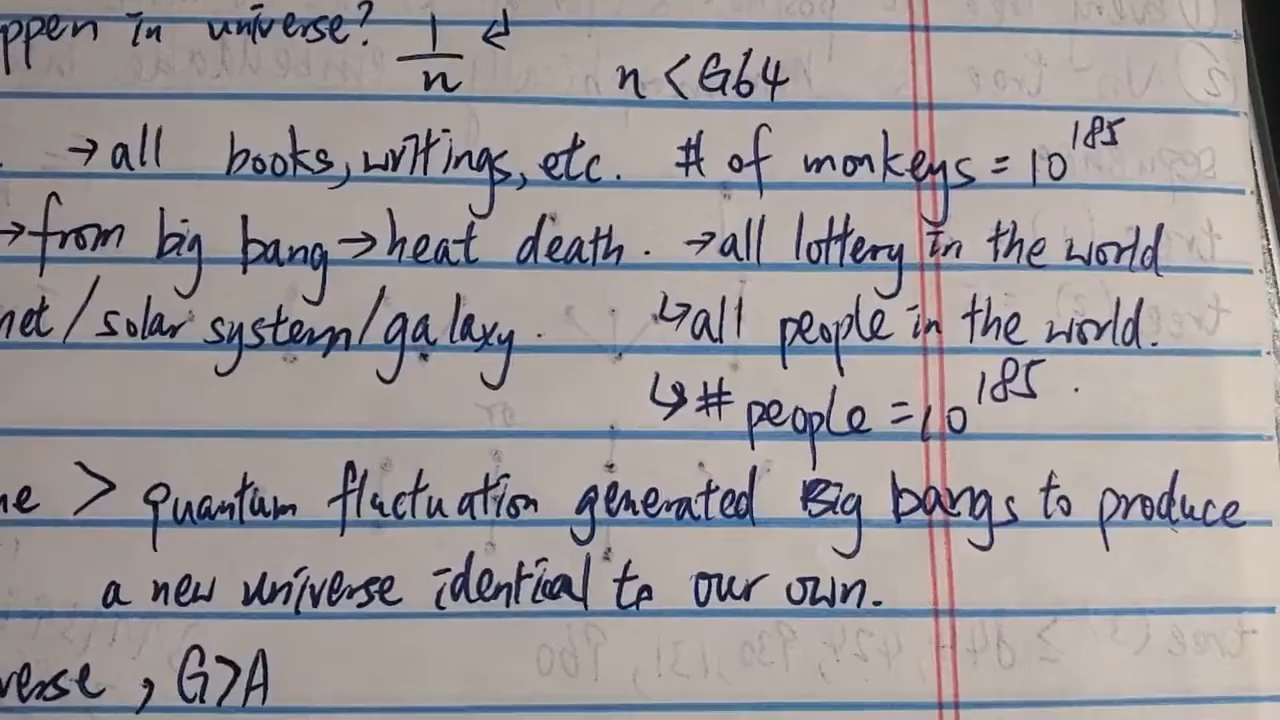 ppen in universe? 1/n ↲ n < G64
→ all books, writings, etc. # of monkeys = 10^185
→ from big bang → heat death. → all lottery in the world
net / solar system / galaxy. ↳ all people in the world.
↳ # people = 10^185.
ne > quantum fluctuation generated Big bangs to produce
a new universe identical to our own.
verse, G>A